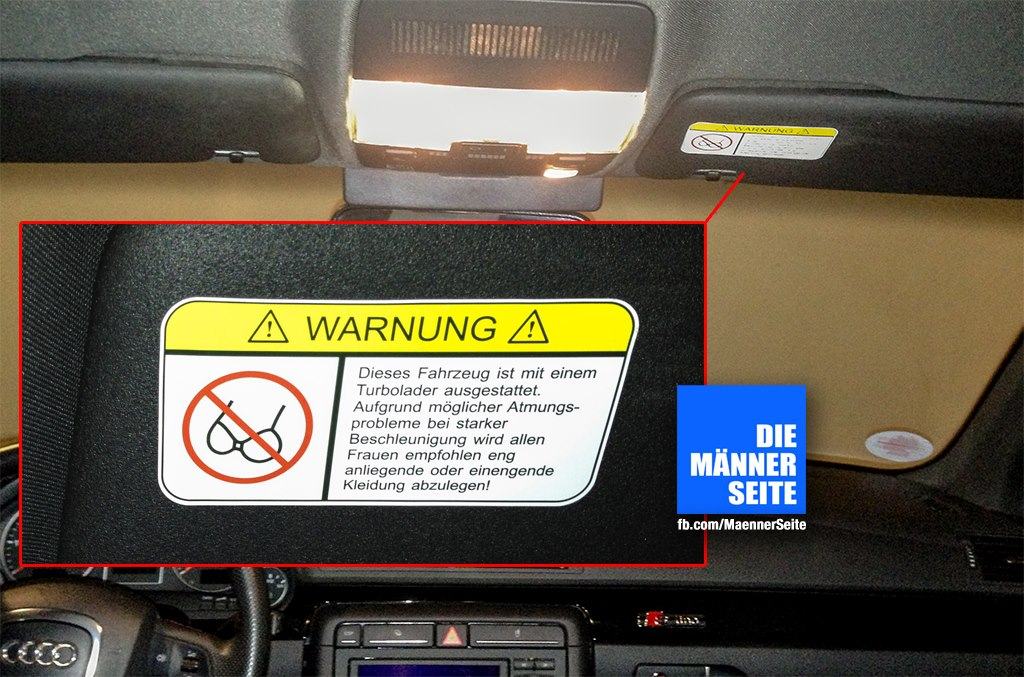 WARNUNG
WARNUNG
Dieses Fahrzeug ist mit einem
Turbolader ausgestattet.
Aufgrund möglicher Atmungs-
probleme bei starker
Beschleunigung wird allen
Frauen empfohlen eng
anliegende oder einengende
Kleidung abzulegen!
DIE
MÄNNER
SEITE
fb.com/MaennerSeite